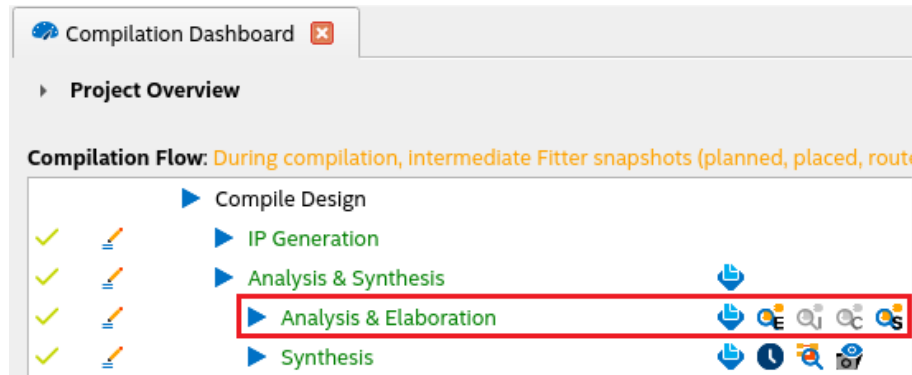 Compilation Dashboard
Project Overview
Compilation Flow: During compilation, intermediate Fitter snapshots (planned, placed, route
Compile Design
IP Generation
Analysis & Synthesis
Analysis & Elaboration E I C S
Synthesis